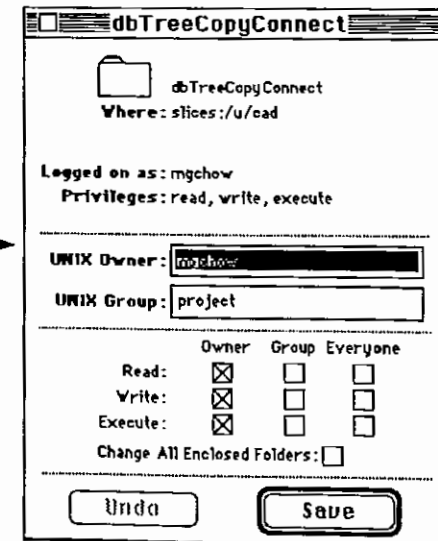 dbTreeCopyConnect
dbTreeCopyConnect
Where: slices:/u/cad
Logged on as: mgchow
Privileges: read, write, execute
UNIX Owner: mgchow
UNIX Group: project
Owner Group Everyone
Read:
Write:
Execute:
Change All Enclosed Folders:
Undo Save